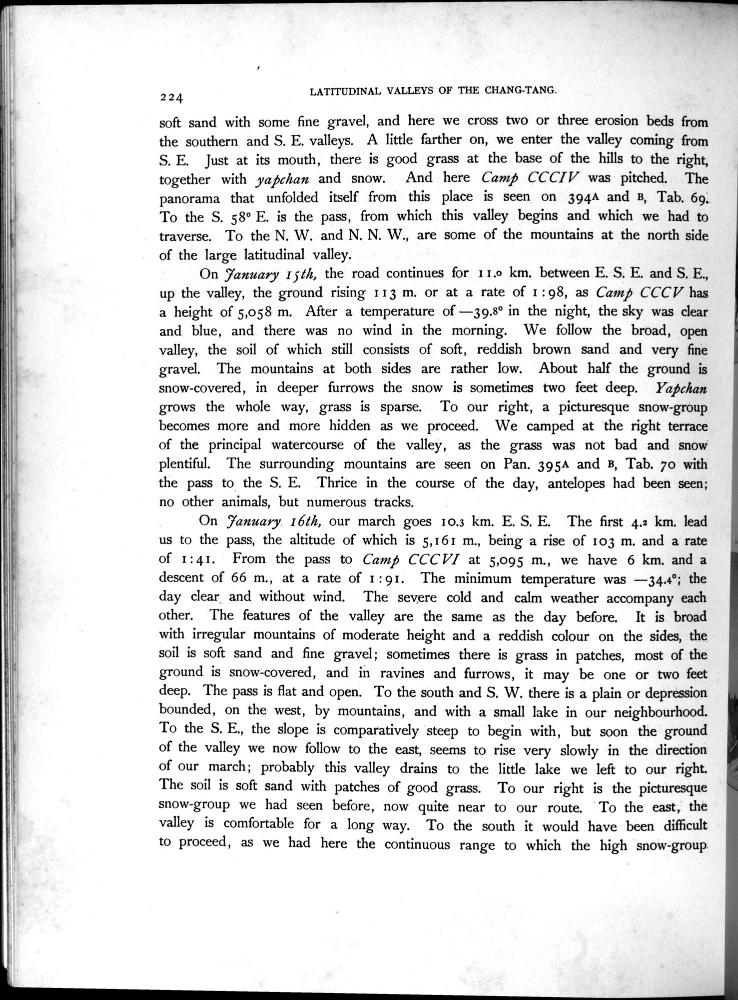 224
LATITUDINAL VALLEYS OF THE CHANG-TANG.
soft sand with some fine gravel, and here we cross two or three erosion beds from
the southern and S. E. valleys. A little farther on, we enter the valley coming from
S. E. Just at its mouth, there is good grass at the base of the hills to the right,
together with yapchan and snow. And here Camp CCCIV was pitched. The
panorama that unfolded itself from this place is seen on 394A and B, Tab. 69.
To the S. 58° E. is the pass, from which this valley begins and which we had to
traverse. To the N. W. and N. N. W., are some of the mountains at the north side
of the large latitudinal valley.
On January 15th, the road continues for 11.0 km. between E. S. E. and S. E.,
up the valley, the ground rising 113 m. or at a rate of 1:98, as Camp CCCV has
a height of 5,058 m. After a temperature of —39.8° in the night, the sky was clear
and blue, and there was no wind in the morning. We follow the broad, open
valley, the soil of which still consists of soft, reddish brown sand and very fine
gravel. The mountains at both sides are rather low. About half the ground is
snow-covered, in deeper furrows the snow is sometimes two feet deep. Yapchan
grows the whole way, grass is sparse. To our right, a picturesque snow-group
becomes more and more hidden as we proceed. We camped at the right terrace
of the principal watercourse of the valley, as the grass was not bad and snow
plentiful. The surrounding mountains are seen on Pan. 395A and B, Tab. 70 with
the pass to the S. E. Thrice in the course of the day, antelopes had been seen;
no other animals, but numerous tracks.
On January 16th, our march goes 10.3 km. E. S. E. The first 4.2 km. lead
us to the pass, the altitude of which is 5,161 m., being a rise of 103 m. and a rate
of 1:41. From the pass to Camp CCCVI at 5,095 m., we have 6 km. and a
descent of 66 m., at a rate of 1:91. The minimum temperature was —34.4°; the
day clear and without wind. The severe cold and calm weather accompany each
other. The features of the valley are the same as the day before. It is broad
with irregular mountains of moderate height and a reddish colour on the sides, the
soil is soft sand and fine gravel; sometimes there is grass in patches, most of the
ground is snow-covered, and in ravines and furrows, it may be one or two feet
deep. The pass is flat and open. To the south and S. W. there is a plain or depression
bounded, on the west, by mountains, and with a small lake in our neighbourhood.
To the S. E., the slope is comparatively steep to begin with, but soon the ground
of the valley we now follow to the east, seems to rise very slowly in the direction
of our march; probably this valley drains to the little lake we left to our right.
The soil is soft sand with patches of good grass. To our right is the picturesque
snow-group we had seen before, now quite near to our route. To the east, the
valley is comfortable for a long way. To the south it would have been difficult
to proceed, as we had here the continuous range to which the high snow-group